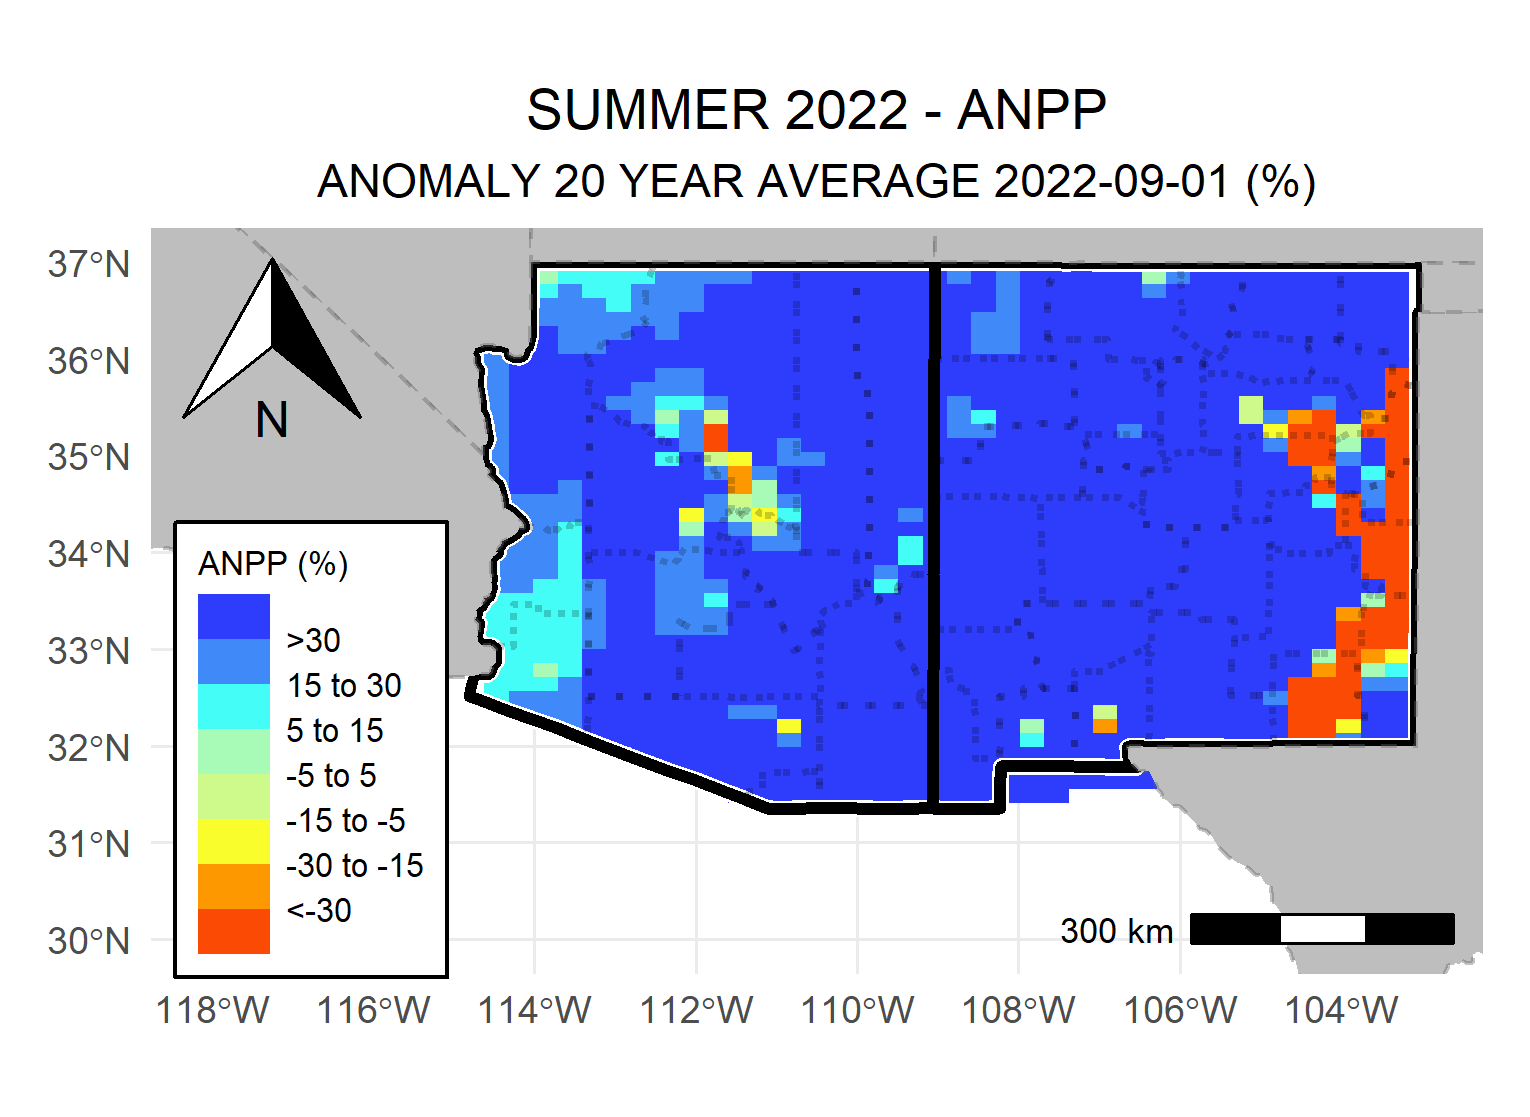 SUMMER 2022 - ANPP
ANOMALY 20 YEAR AVERAGE 2022-09-01 (%)
37°N
36°N
35°N
34°N
33°N
32°N
31°N
30°N
N
ANPP (%)
>30
15 to 30
5 to 15
-5 to 5
-15 to -5
-30 to -15
<-30
300 km
118°W 116°W 114°W 112°W 110°W 108°W 106°W 104°W